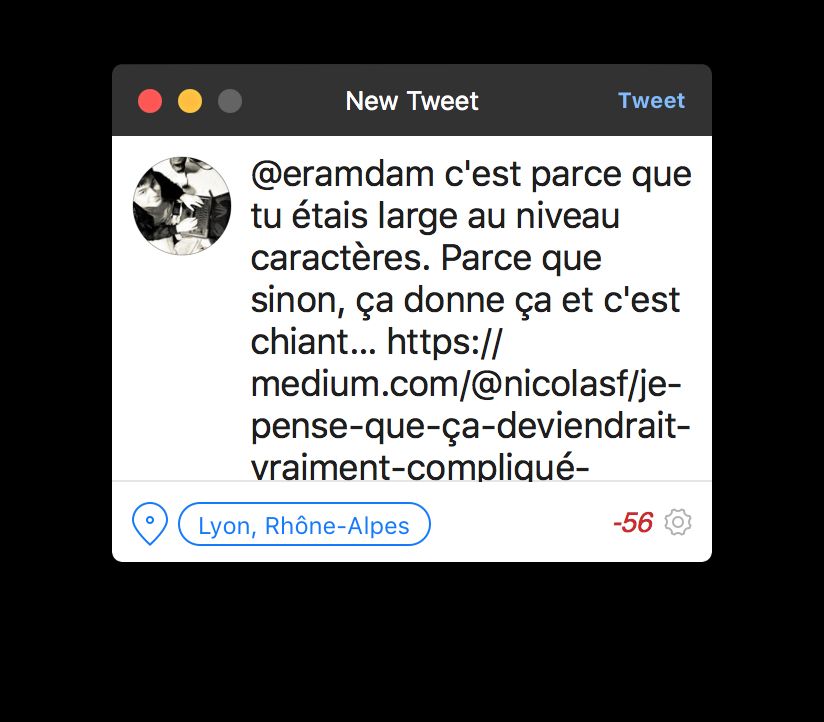 New Tweet
Tweet
@eramdam c'est parce que
tu étais large au niveau
caractères. Parce que
sinon, ça donne ça et c'est
chiant... https://
medium.com/@nicolasf/je-
pense-que-ça-deviendrait-
vraiment-compliqué-
Lyon, Rhône-Alpes
-56